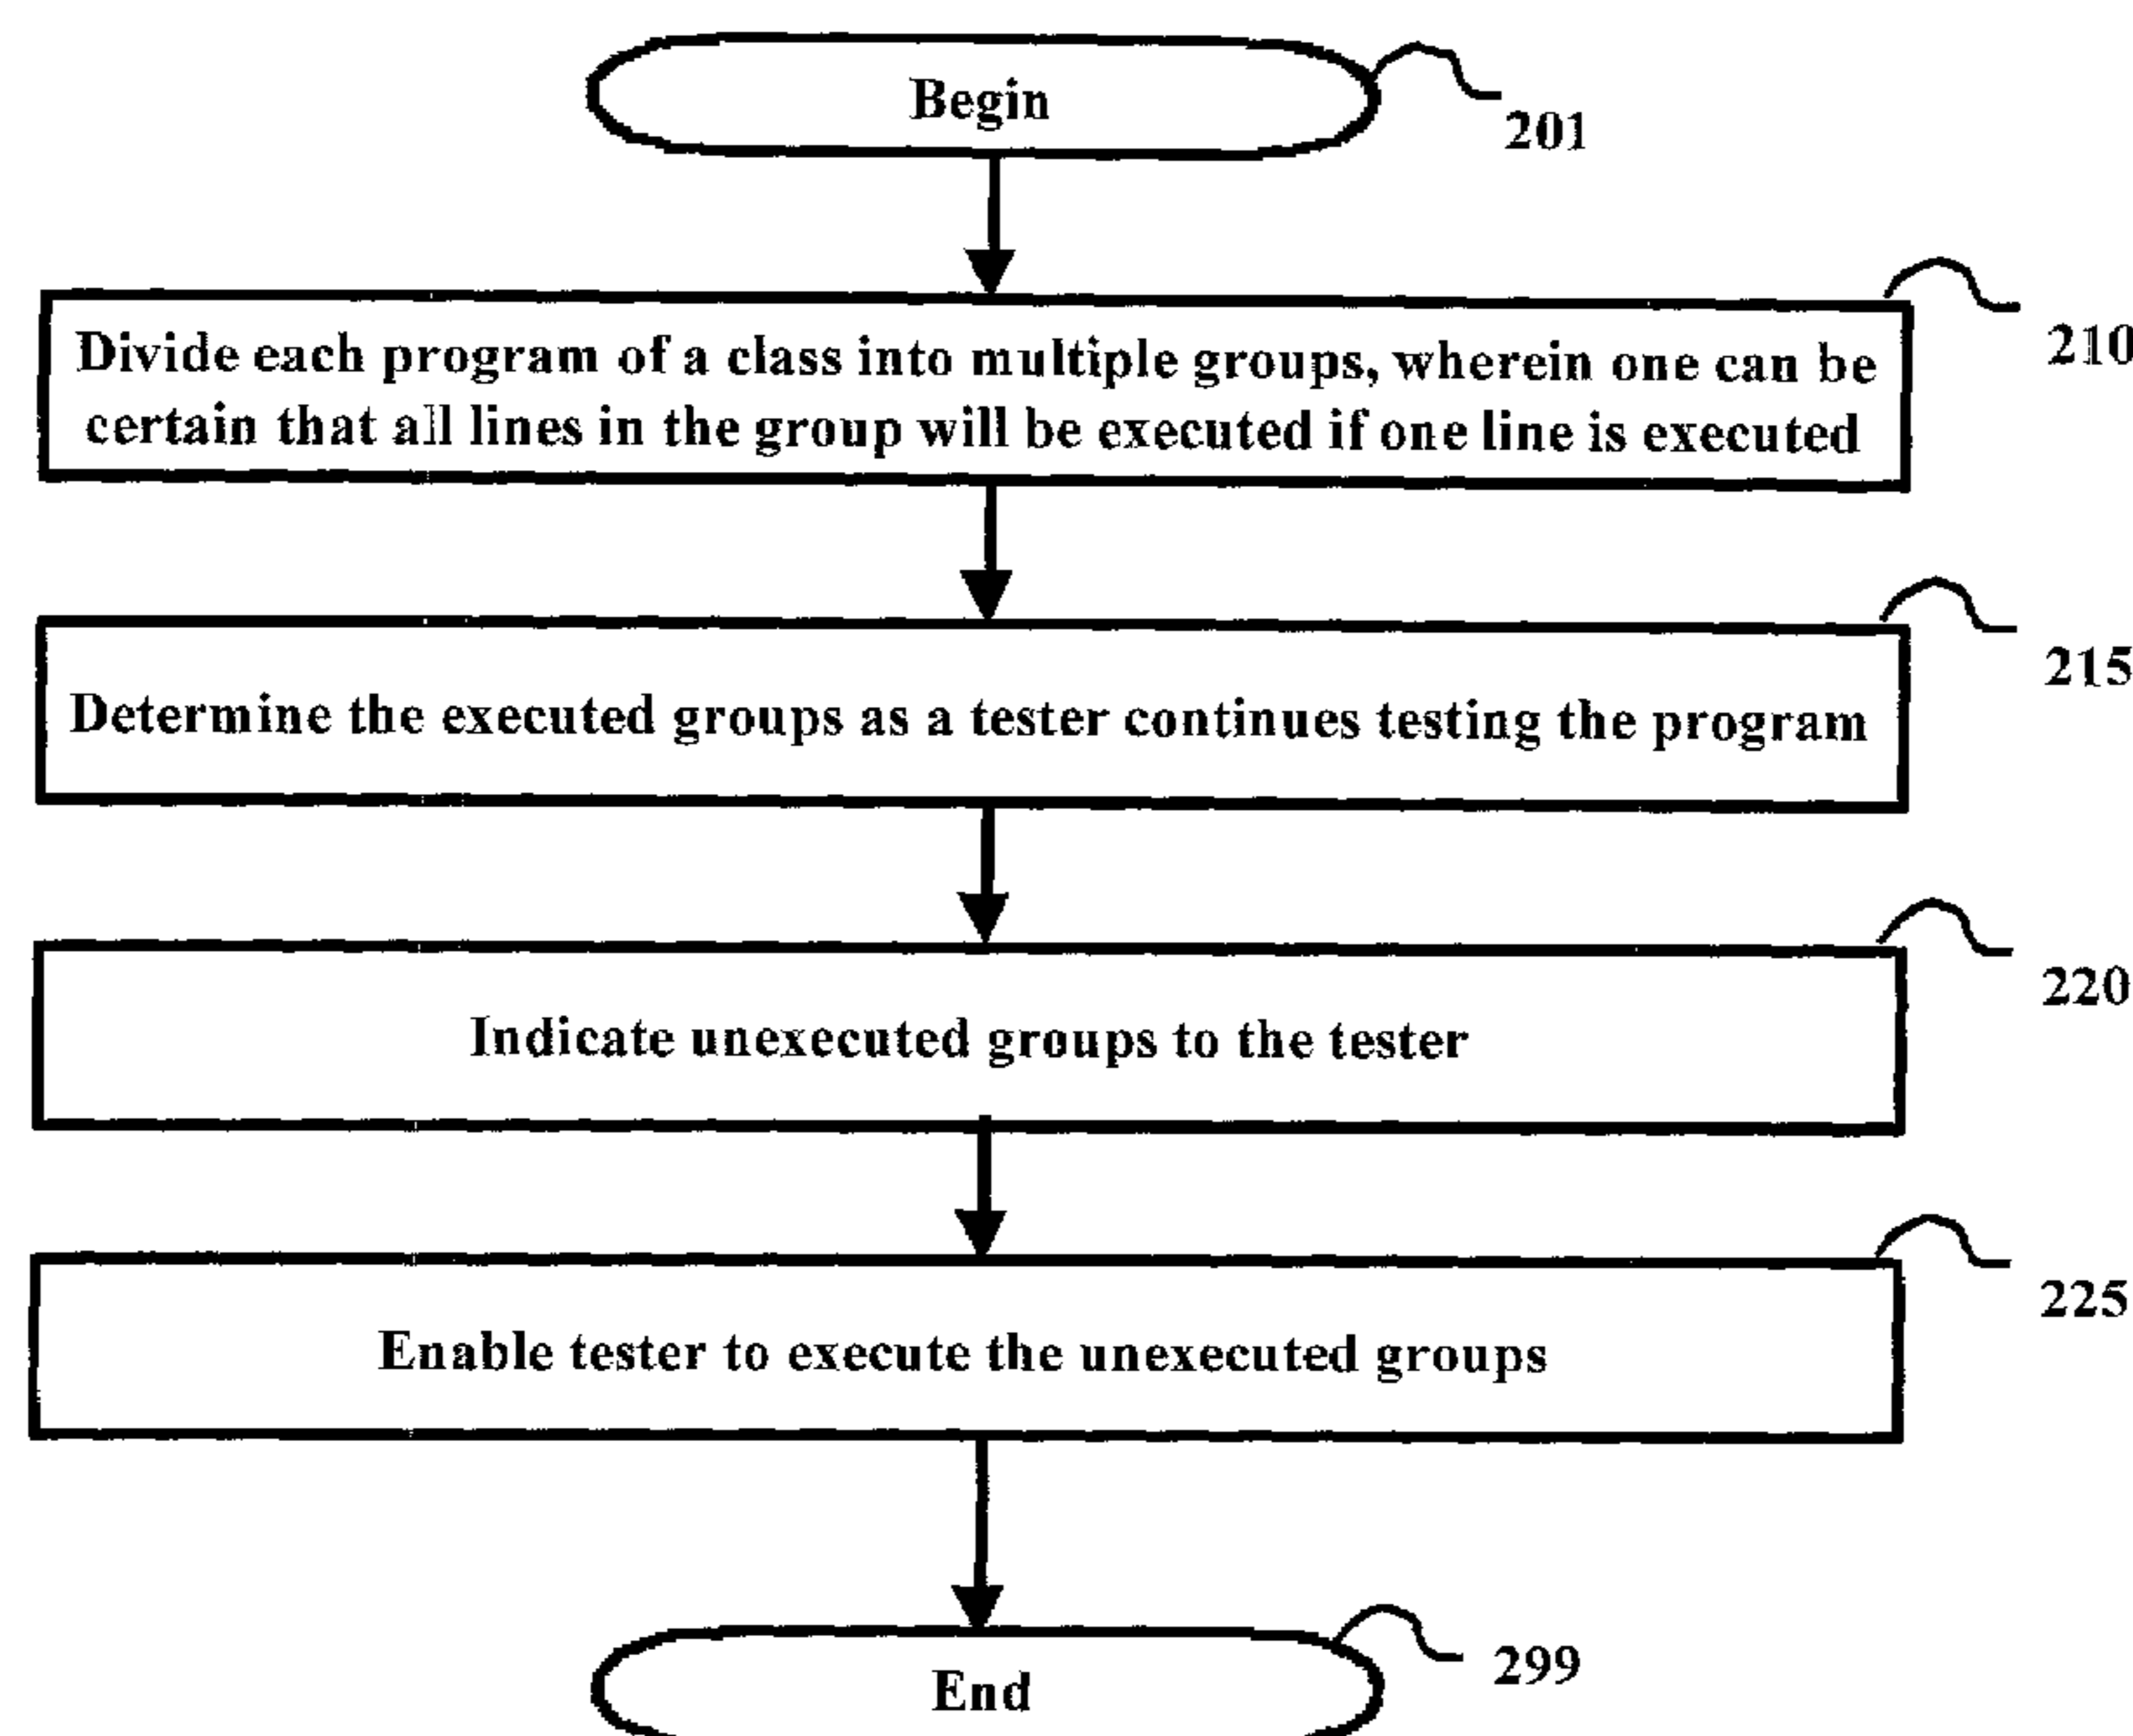 Begin
201
210
Divide each program of a class into multiple groups, wherein one can be
certain that all lines in the group will be executed if one line is executed
215
Determine the executed groups as a tester continues testing the program
220
Indicate unexecuted groups to the tester
225
Enable tester to execute the unexecuted groups
299
End